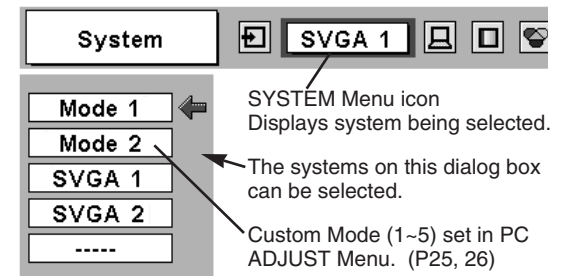 System
SVGA 1
Mode 1
Mode 2
SVGA 1
SVGA 2
-----
SYSTEM Menu icon
Displays system being selected.
The systems on this dialog box
can be selected.
Custom Mode (1~5) set in PC
ADJUST Menu. (P25, 26)